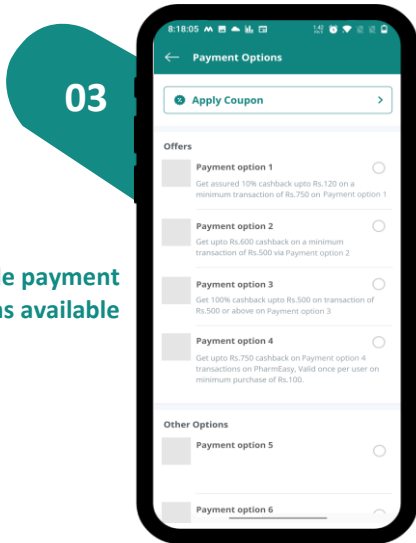 03
payment
available
8:18:05
Payment Options
Apply Coupon
Offers
Payment option 1
Get assured 10% cashback upto Rs.120 on a
minimum transaction of Rs.750 on Payment option 1
Payment option 2
Get upto Rs.600 cashback on a minimum
transaction of Rs.500 via Payment option 2
Payment option 3
Get 100% cashback upto Rs.500 on transaction of
Rs.500 or above on Payment option 3
Payment option 4
Get upto Rs.750 cashback on Payment option 4
transactions on PharmEasy, Valid once per user on
minimum purchase of Rs.100.
Other Options
Payment option 5
Payment option 6